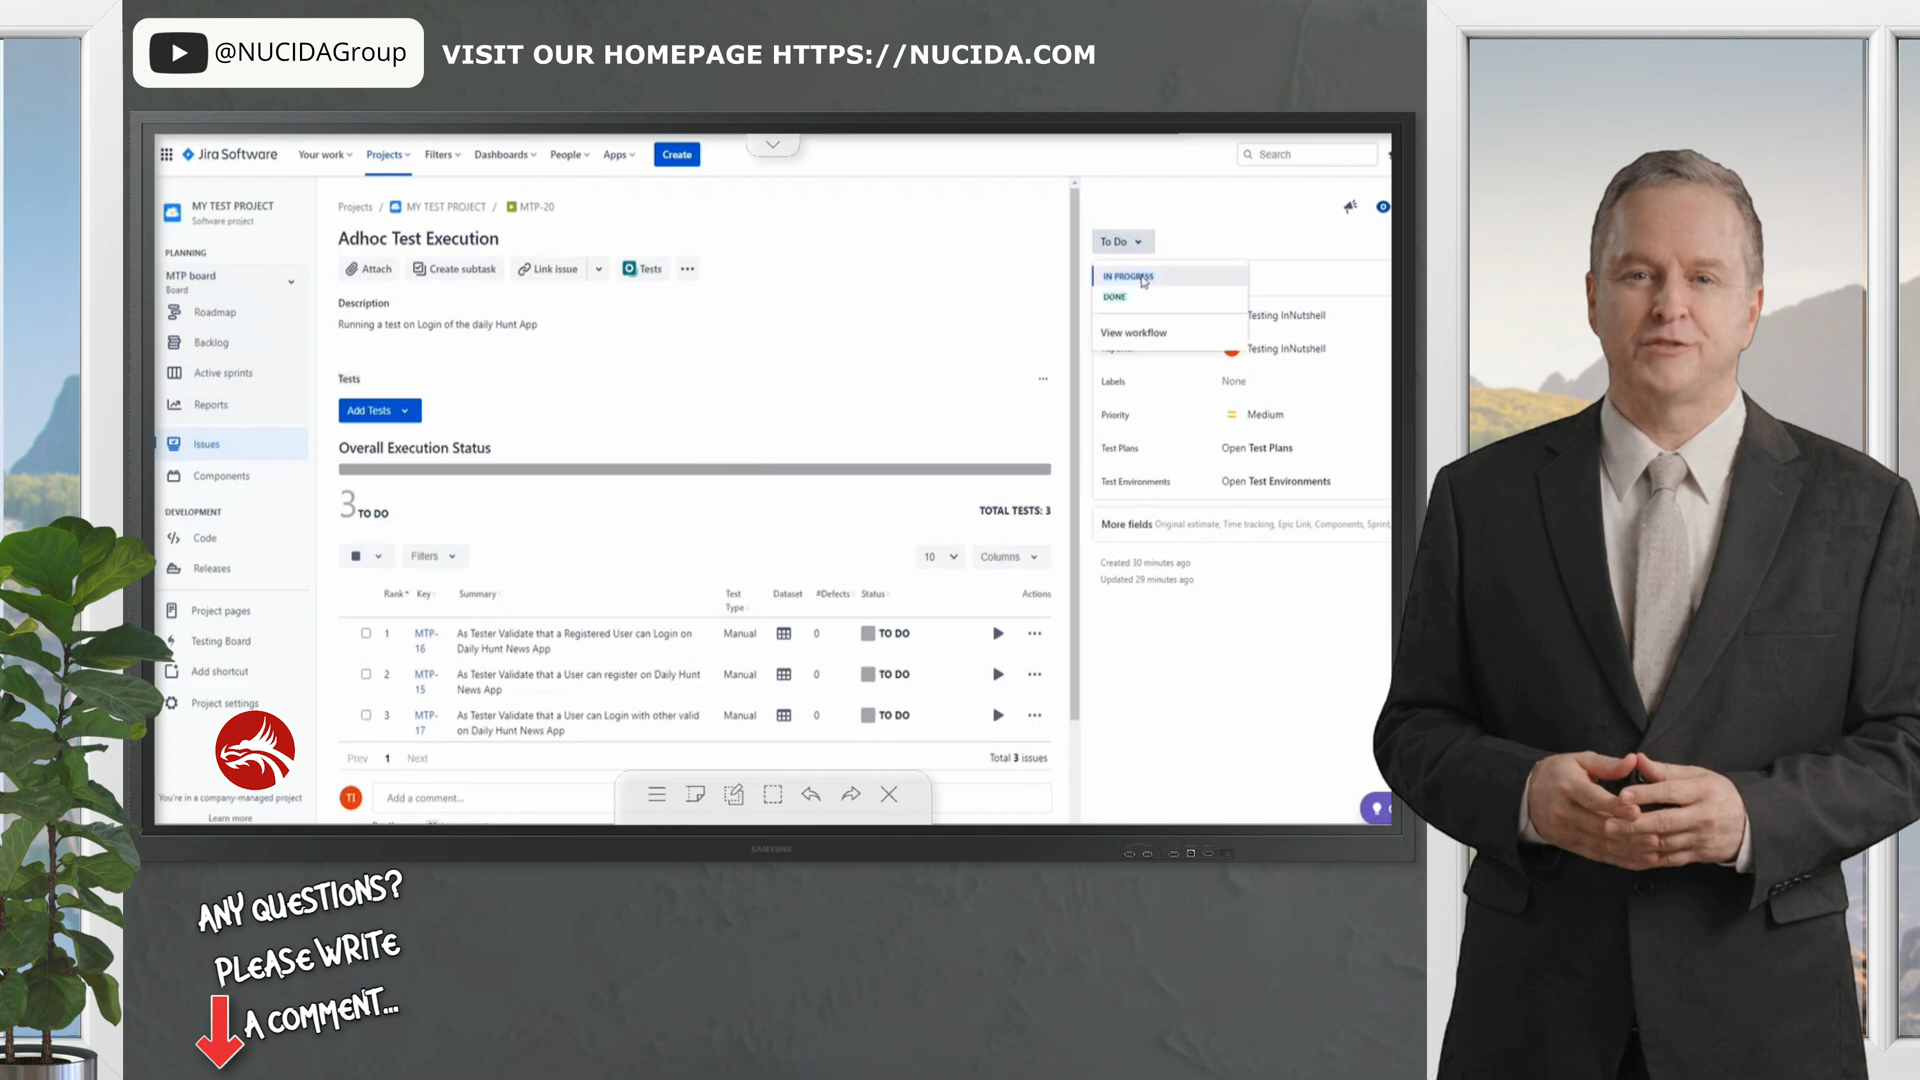 @NUCIDAGroup
VISIT OUR HOMEPAGE HTTPS://NUCIDA.COM
Jira Software
Your work
Projects
Filters
Dashboards
People
Apps
Create
Search
MY TEST PROJECT
Software project
PLANNING
MTP board
Board
Roadmap
Backlog
Active sprints
Reports
Issues
Components
DEVELOPMENT
Code
Releases
Project pages
Testing Board
Add shortcut
Project settings
You're in a company-managed project
Learn more
Projects / MY TEST PROJECT / MTP-20
Adhoc Test Execution
Attach
Create subtask
Link issue
Tests
Description
Running a test on Login of the daily Hunt App
Tests
Add Tests
Overall Execution Status
3 TO DO
TOTAL TESTS: 3
Filters
10
Columns
Rank Key Summary Test Type Dataset #Defects Status Actions
1 MTP-16 As Tester Validate that a Registered User can Login on Daily Hunt News App Manual 0 TO DO
2 MTP-15 As Tester Validate that a User can register on Daily Hunt News App Manual 0 TO DO
3 MTP-17 As Tester Validate that a User can Login with other valid on Daily Hunt News App Manual 0 TO DO
Prev 1 Next
Total 3 issues
TI
Add a comment...
To Do
IN PROGRESS
DONE
View workflow
Testing InNutshell
Testing InNutshell
Labels None
Priority Medium
Test Plans Open Test Plans
Test Environments Open Test Environments
More fields Original estimate, Time tracking, Epic Link, Components, Sprint,
Created 30 minutes ago
Updated 29 minutes ago
SAMSUNG
ANY QUESTIONS?
PLEASE WRITE
A COMMENT...